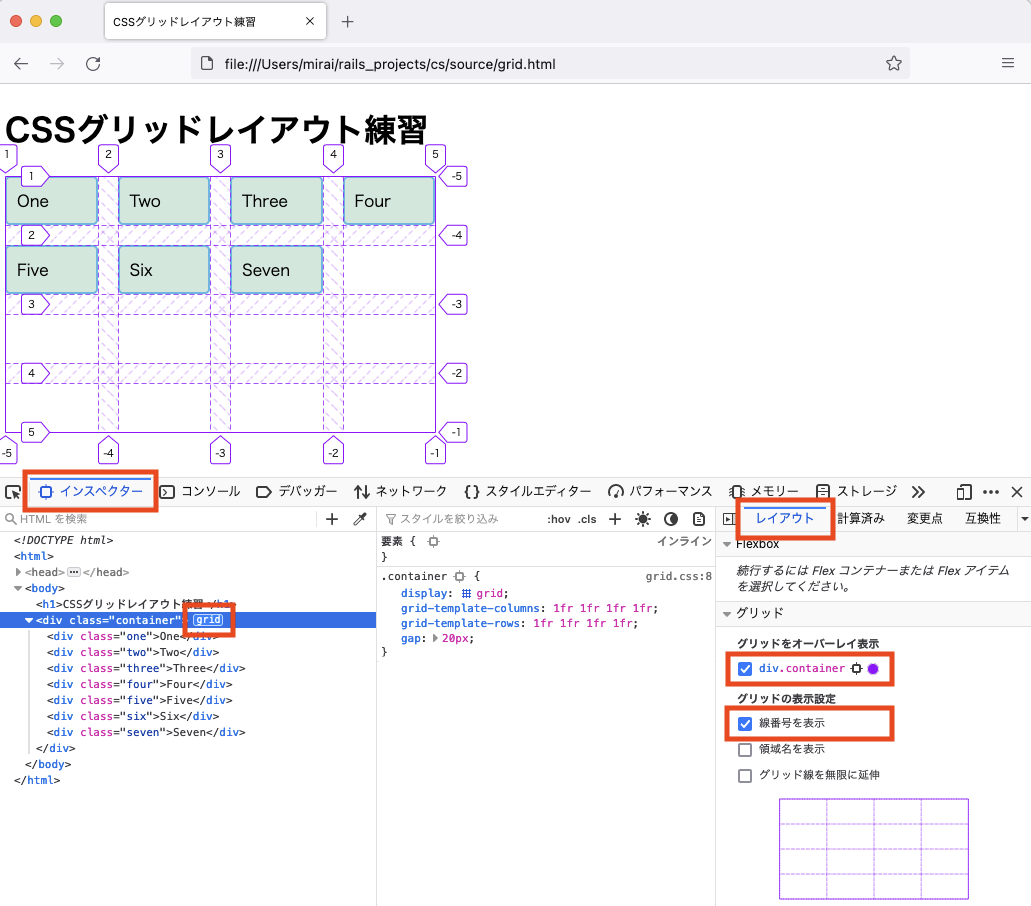 CSSグリッドレイアウト練習
file:///Users/mirai/rails_projects/cs/source/grid.html
CSSグリッドレイアウト練習
1 2 3 4 5
1 -5
One Two Three Four
2 -4
Five Six Seven
3 -3
4 -2
5 -1
-5 -4 -3 -2 -1
インスペクター コンソール デバッガー ネットワーク スタイルエディター パフォーマンス メモリー ストレージ
HTML を検索
<!DOCTYPE html>
<html>
<head> </head>
<body>
<h1>CSSグリッドレイアウト練習</h1>
<div class="container"> grid
<div class="one">One</div>
<div class="two">Two</div>
<div class="three">Three</div>
<div class="four">Four</div>
<div class="five">Five</div>
<div class="six">Six</div>
<div class="seven">Seven</div>
</div>
</body>
</html>
スタイルを絞り込み :hov .cls
要素 { インライン
}
.container { grid.css:8
display: grid;
grid-template-columns: 1fr 1fr 1fr 1fr;
grid-template-rows: 1fr 1fr 1fr 1fr;
gap: 20px;
}
レイアウト 計算済み 変更点 互換性
Flexbox
続行するには Flex コンテナーまたは Flex アイテム
を選択してください。
グリッド
グリッドをオーバーレイ表示
div.container
グリッドの表示設定
線番号を表示
領域名を表示
グリッド線を無限に延伸